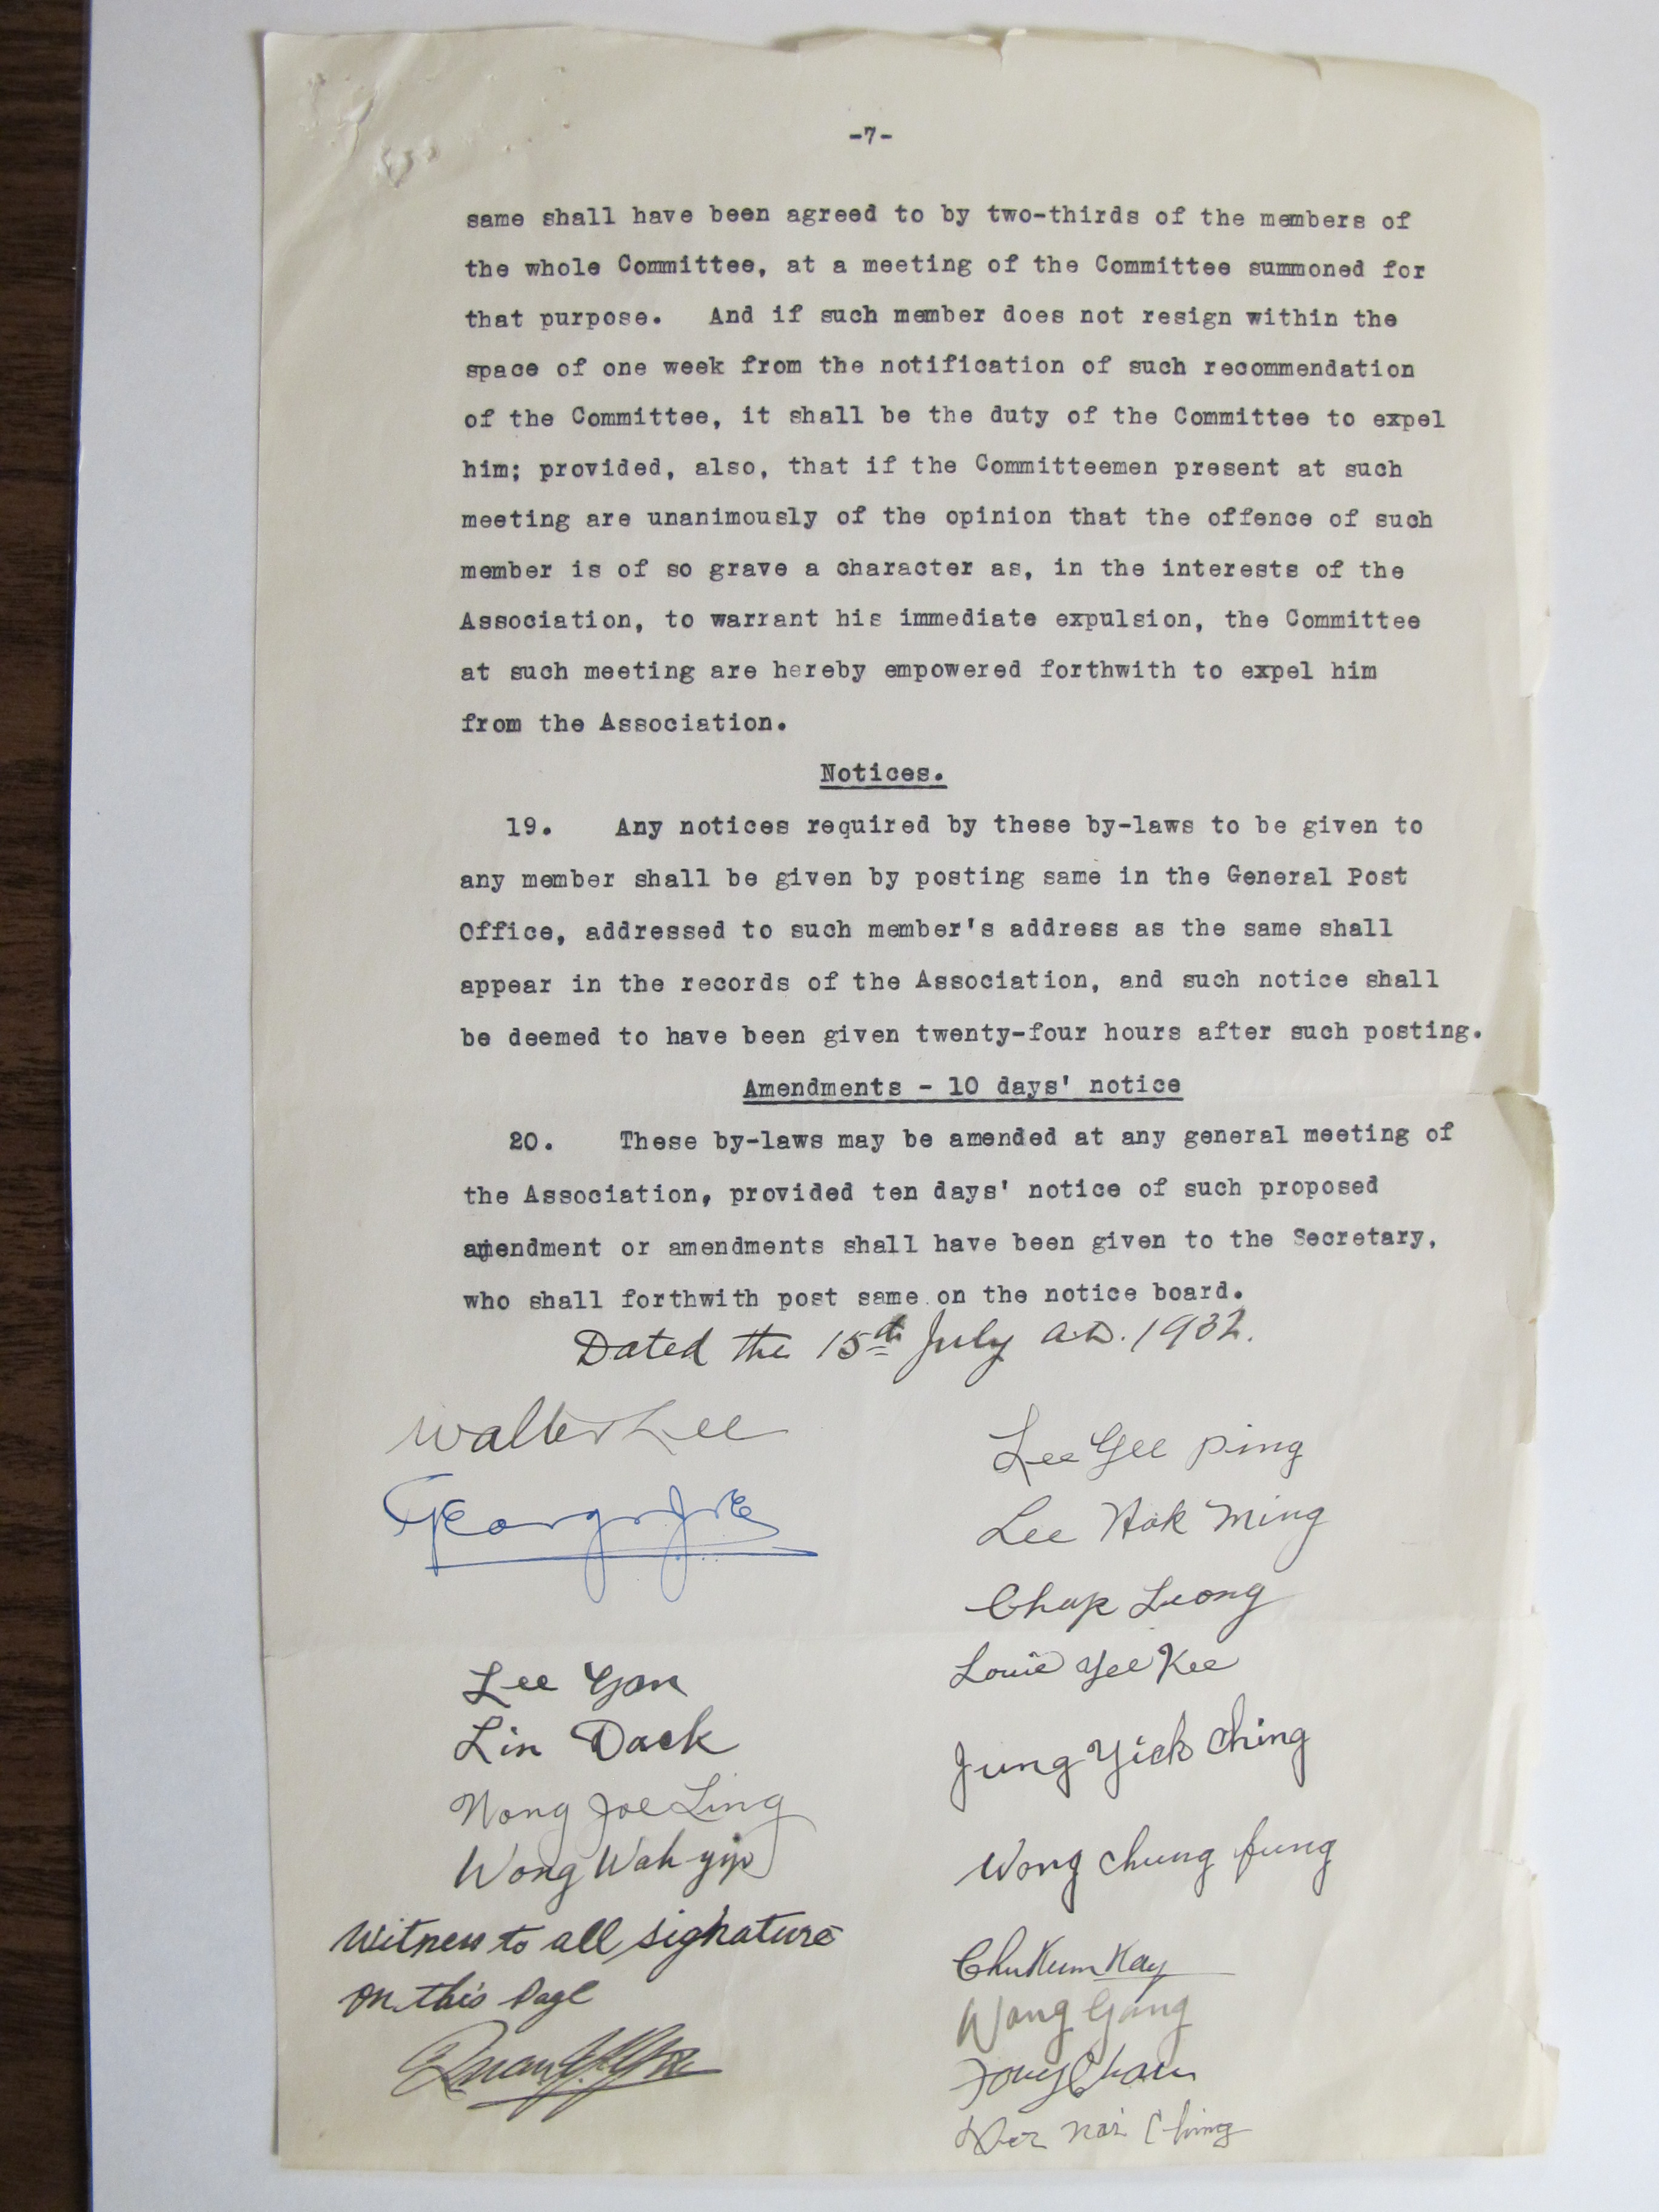 -7-
same shall have been agreed to by two-thirds of the members of
the whole Committee, at a meeting of the Committee summoned for
that purpose. And if such member does not resign within the
space of one week from the notification of such recommendation
of the Committee, it shall be the duty of the Committee to expel
him; provided, also, that if the Committeemen present at such
meeting are unanimously of the opinion that the offence of such
member is of so grave a character as, in the interests of the
Association, to warrant his immediate expulsion, the Committee
at such meeting are hereby empowered forthwith to expel him
from the Association.
Notices.
19. Any notices required by these by-laws to be given to
any member shall be given by posting same in the General Post
Office, addressed to such member's address as the same shall
appear in the records of the Association, and such notice shall
be deemed to have been given twenty-four hours after such posting.
Amendments - 10 days' notice
20. These by-laws may be amended at any general meeting of
the Association, provided ten days' notice of such proposed
amendment or amendments shall have been given to the Secretary,
who shall forthwith post same on the notice board.
Dated the 15th July A.D. 1932.
Walter Lee
Lee Gan
Lin Dack
Wong Joe Ling
Wong Wah yip
Witness to all signature
on this Page
Lee Gee Ping
Lee Hok Ming
Chap Leong
Louie Yee Kee
Jung Yick Ching
Wong Chung fung
Chu Kum Kay
Wong Gang